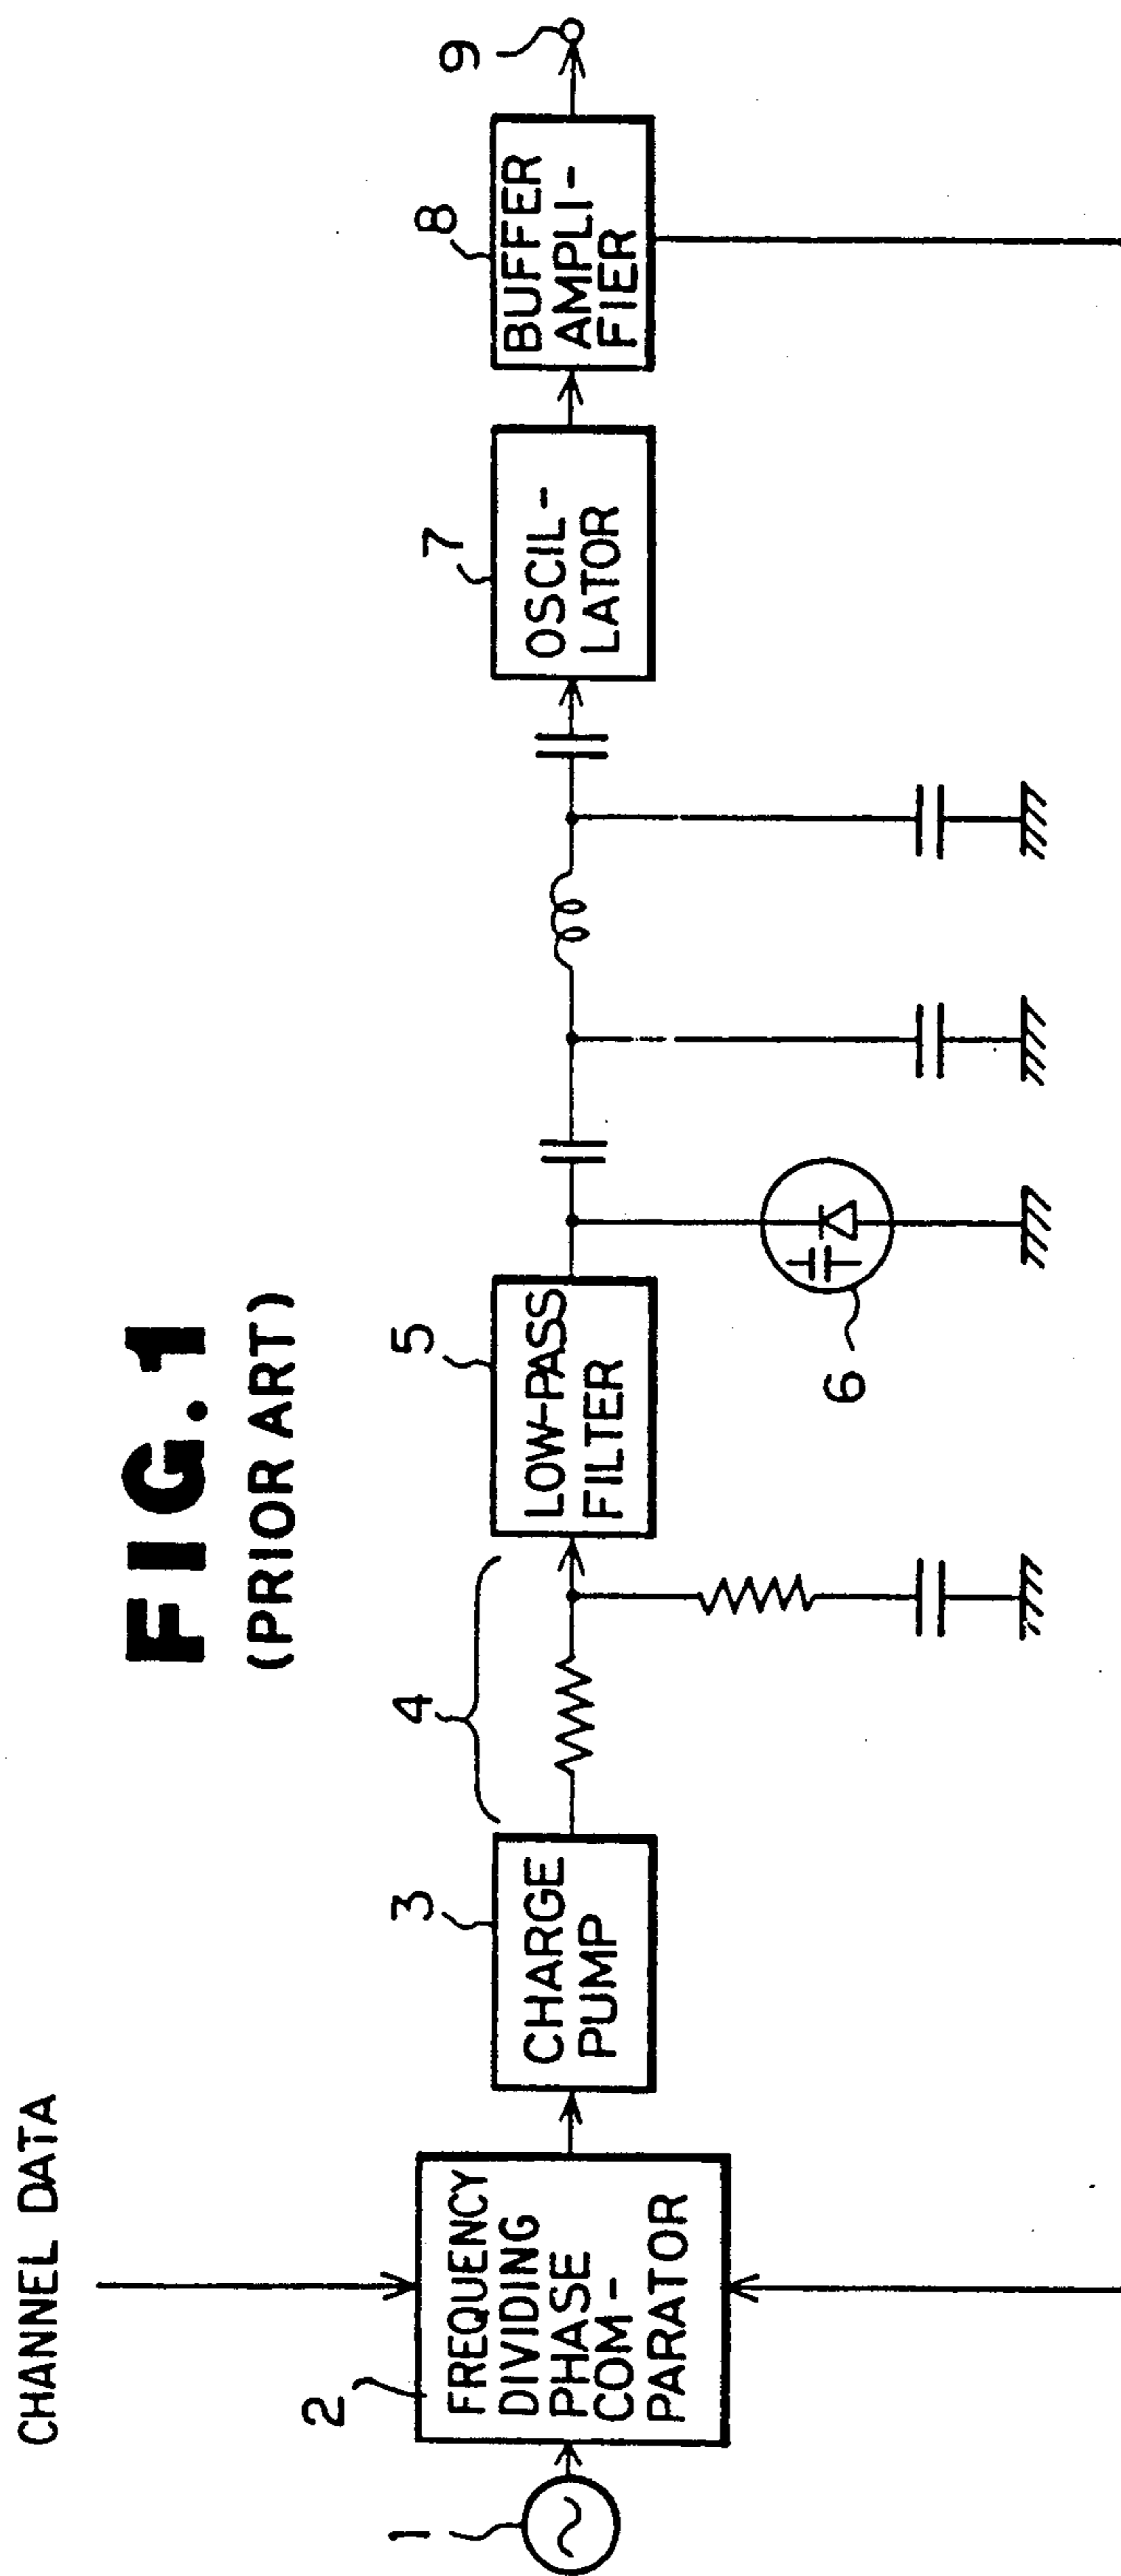 FIG. 1
(PRIOR ART)
CHANNEL DATA
1
2
FREQUENCY
DIVIDING
PHASE
COM-
PARATOR
3
CHARGE
PUMP
4
5
LOW-PASS
FILTER
6
7
OSCIL-
LATOR
8
BUFFER
AMPLI-
FIER
9